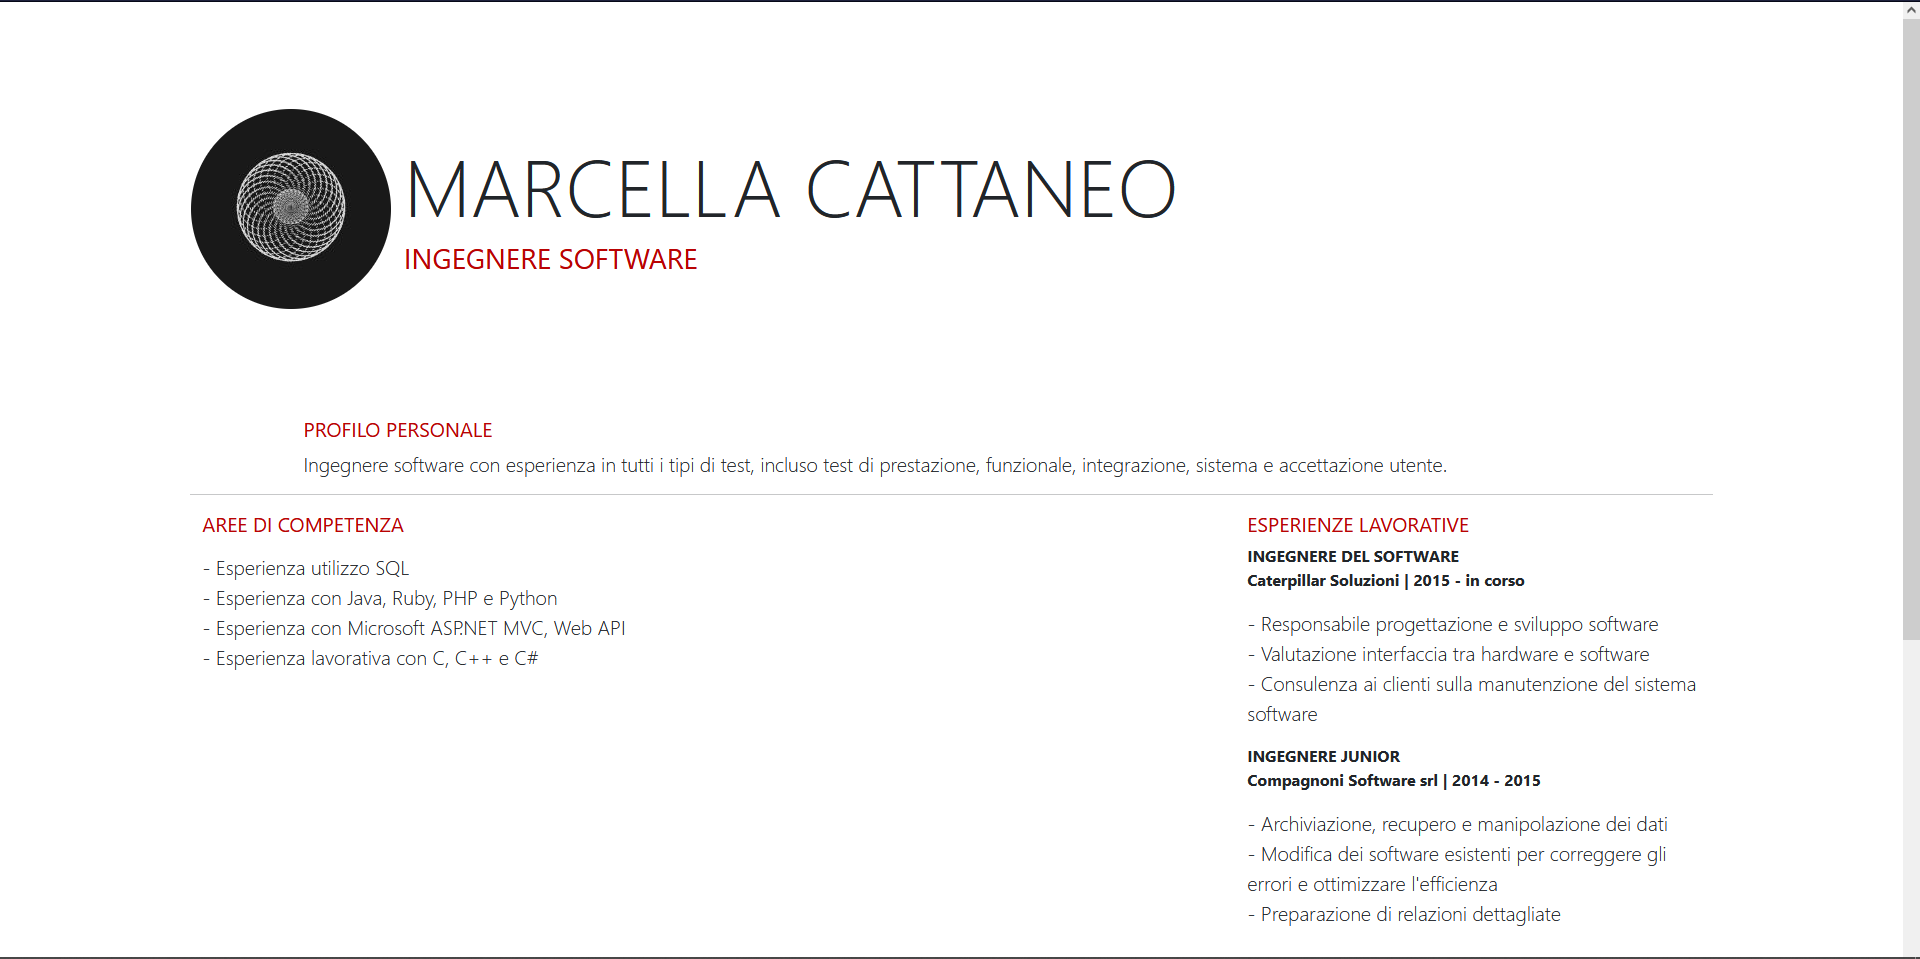 MARCELLA CATTANEO
INGEGNERE SOFTWARE
PROFILO PERSONALE
Ingegnere software con esperienza in tutti i tipi di test, incluso test di prestazione, funzionale, integrazione, sistema e accettazione utente.
AREE DI COMPETENZA
- Esperienza utilizzo SQL
- Esperienza con Java, Ruby, PHP e Python
- Esperienza con Microsoft ASP.NET MVC, Web API
- Esperienza lavorativa con C, C++ e C#
ESPERIENZE LAVORATIVE
INGEGNERE DEL SOFTWARE
Caterpillar Soluzioni | 2015 - in corso
- Responsabile progettazione e sviluppo software
- Valutazione interfaccia tra hardware e software
- Consulenza ai clienti sulla manutenzione del sistema
software
INGEGNERE JUNIOR
Compagnoni Software srl | 2014 - 2015
- Archiviazione, recupero e manipolazione dei dati
- Modifica dei software esistenti per correggere gli
errori e ottimizzare l'efficienza
- Preparazione di relazioni dettagliate